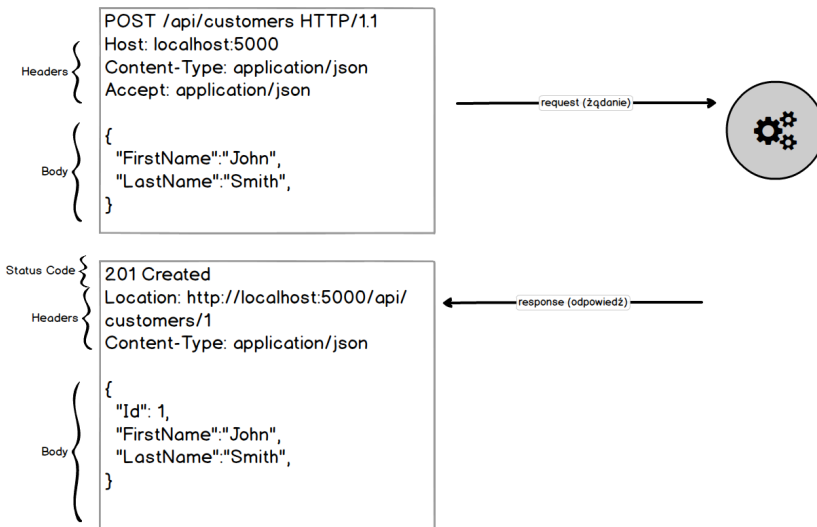 POST /api/customers HTTP/1.1
Host: localhost:5000
Content-Type: application/json
Accept: application/json
Headers
{
"FirstName":"John",
"LastName":"Smith",
}
Body
request (żądanie)
Status Code
201 Created
Location: http://localhost:5000/api/
customers/1
Content-Type: application/json
Headers
{
"Id": 1,
"FirstName":"John",
"LastName":"Smith",
}
Body
response (odpowiedź)